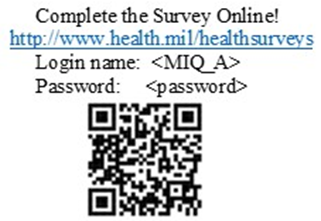 Complete the Survey Online!
http://www.health.mil/healthsurveys
Login name: <MIQ_A>
Password: <password>